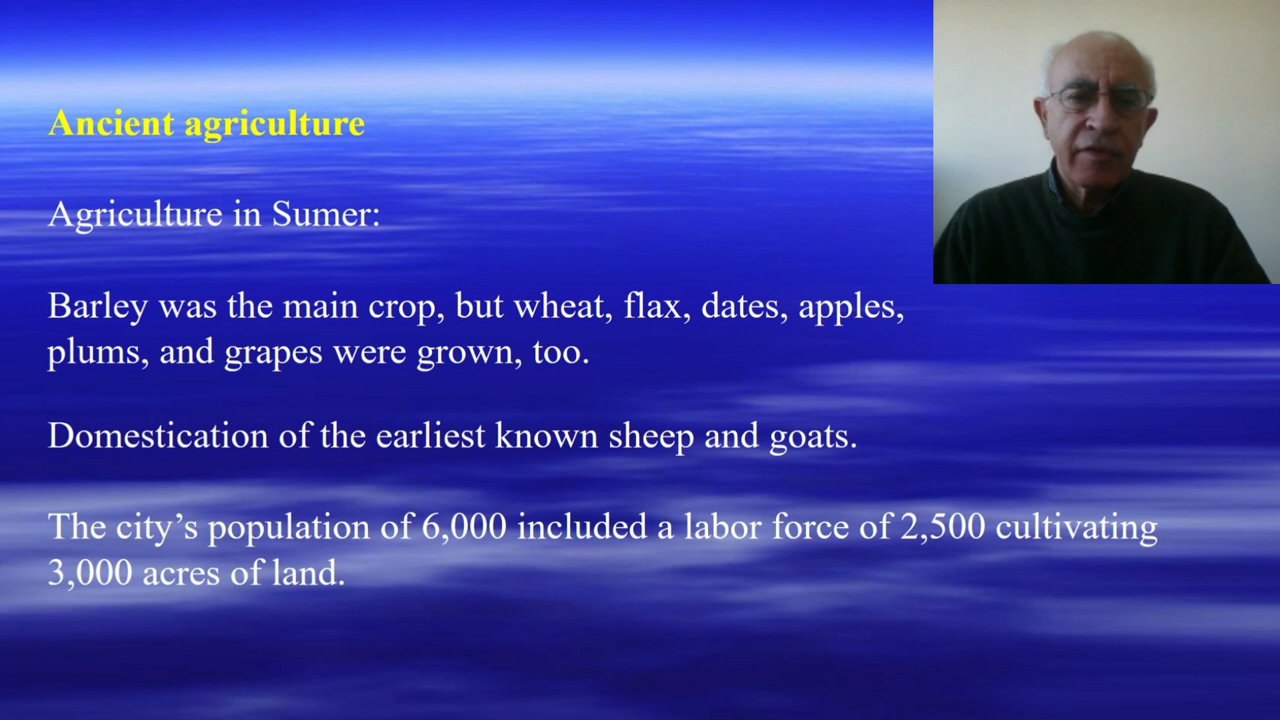 Ancient agriculture
Agriculture in Sumer:
Barley was the main crop, but wheat, flax, dates, apples,
plums, and grapes were grown, too.
Domestication of the earliest known sheep and goats.
The city’s population of 6,000 included a labor force of 2,500 cultivating
3,000 acres of land.